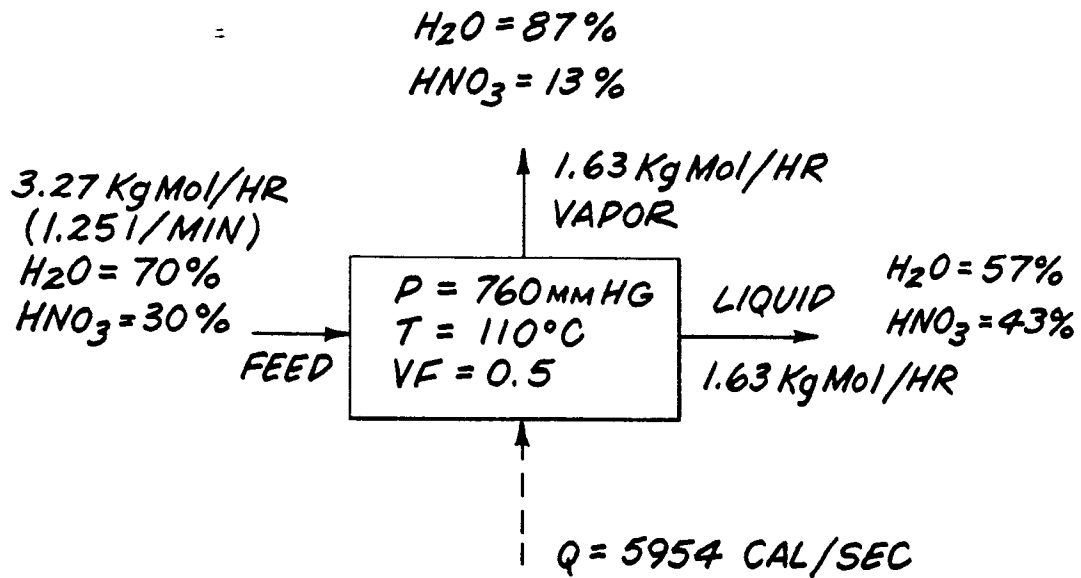 H2O = 87%
HNO3 = 13%
3.27 KgMol/HR
(1.25 l/MIN)
H2O = 70%
HNO3 = 30%
FEED
1.63 KgMol/HR
VAPOR
P = 760 MM HG
T = 110°C
VF = 0.5
LIQUID
1.63 KgMol/HR
H2O = 57%
HNO3 = 43%
Q = 5954 CAL/SEC